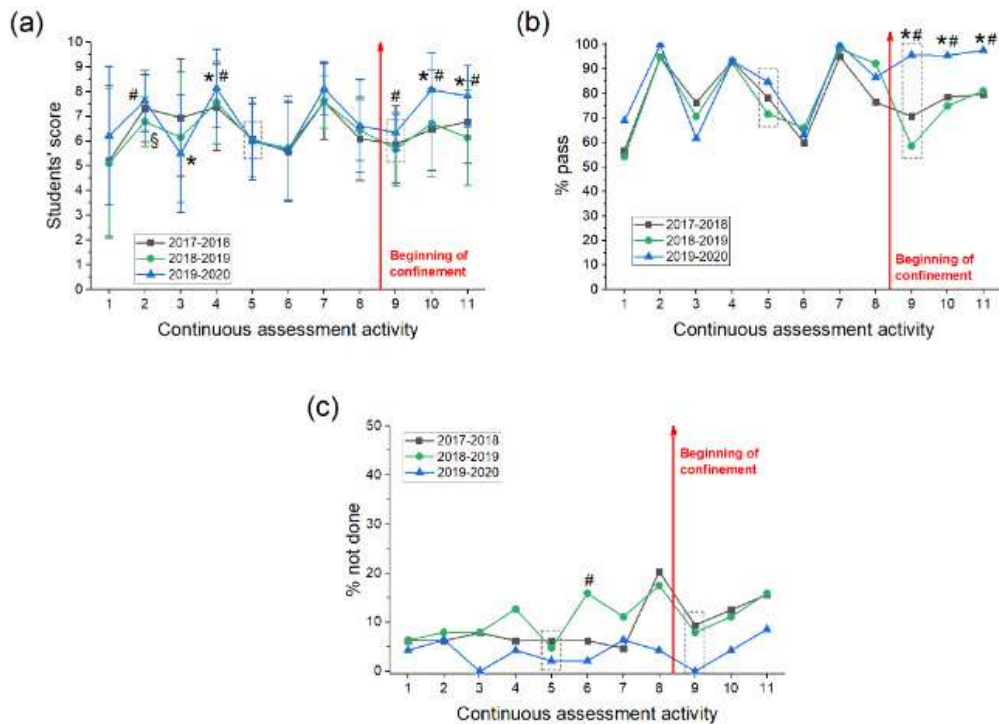 (a)
10
9
8
7
6
5
4
3
2
1
0
Students' score
#
§
*
*
#
#
*
#
*
#
2017-2018
2018-2019
2019-2020
Beginning of
confinement
1 2 3 4 5 6 7 8 9 10 11
Continuous assessment activity
(b)
100
90
80
70
60
50
40
30
20
10
0
% pass
*# *# *#
2017-2018
2018-2019
2019-2020
Beginning of
confinement
1 2 3 4 5 6 7 8 9 10 11
Continuous assessment activity
(c)
50
40
30
20
10
0
% not done
2017-2018
2018-2019
2019-2020
Beginning of
confinement
#
1 2 3 4 5 6 7 8 9 10 11
Continuous assessment activity